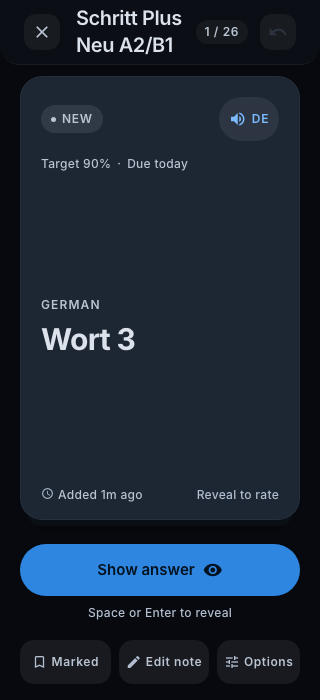 Schritt Plus
Neu A2/B1
1 / 26
NEW
DE
Target 90% · Due today
GERMAN
Wort 3
Added 1m ago
Reveal to rate
Show answer
Space or Enter to reveal
Marked
Edit note
Options